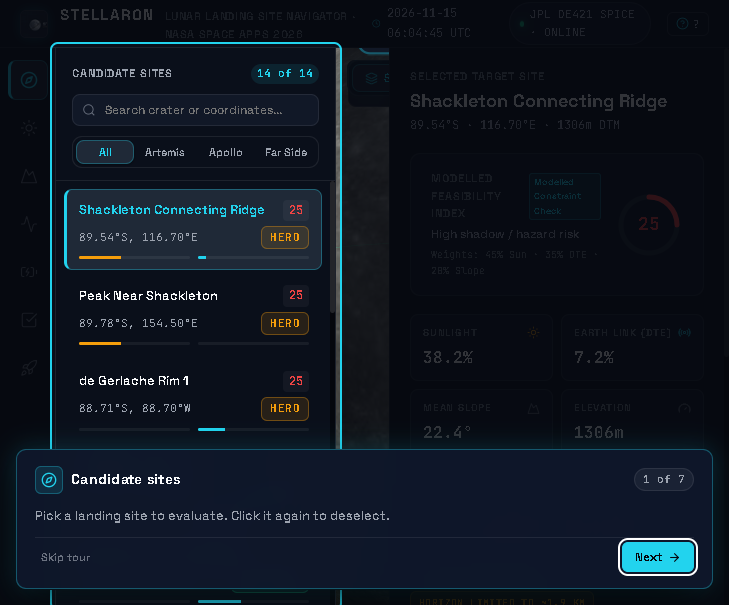 STELLARON
LUNAR LANDING SITE NAVIGATOR ·
NASA SPACE APPS 2026
2026-11-15
06:04:45 UTC
JPL DE421 SPICE
· ONLINE
?
CANDIDATE SITES
14 of 14
Search crater or coordinates...
All
Artemis
Apollo
Far Side
Shackleton Connecting Ridge
25
89.54°S, 116.70°E
HERO
Peak Near Shackleton
25
89.78°S, 154.50°E
HERO
de Gerlache Rim 1
25
88.71°S, 88.70°W
HERO
SELECTED TARGET SITE
Shackleton Connecting Ridge
89.54°S · 116.70°E · 1306m DTM
MODELLED
FEASIBILITY
INDEX
Modelled
Constraint
Check
High shadow / hazard risk
Weights: 45% Sun · 35% DTE ·
20% Slope
25
SUNLIGHT
38.2%
EARTH LINK (DTE)
7.2%
MEAN SLOPE
22.4°
ELEVATION
1306m
Candidate sites
1 of 7
Pick a landing site to evaluate. Click it again to deselect.
Skip tour
Next →